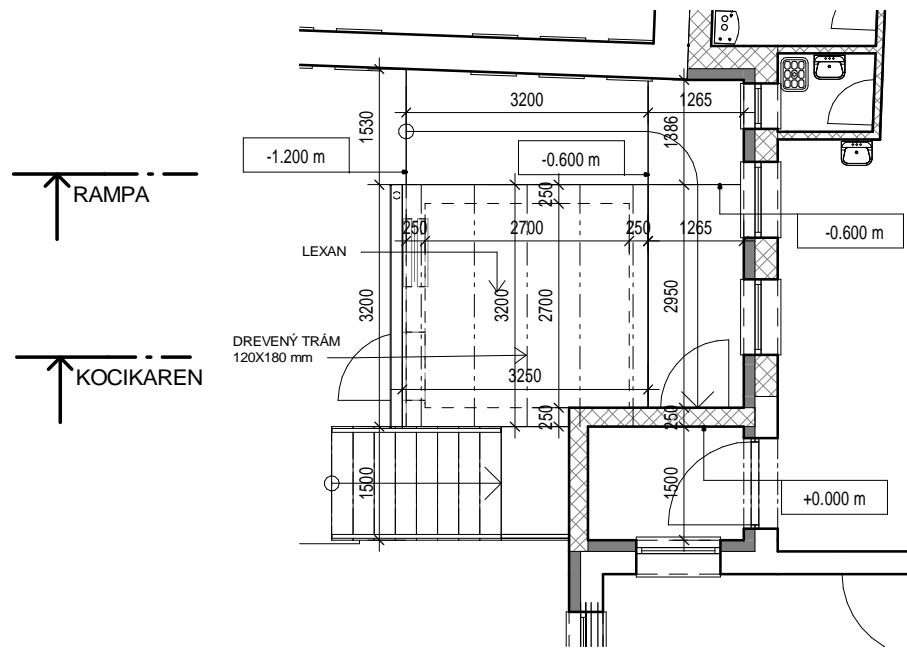 3200
1265
1530
1386
-1.200 m
-0.600 m
RAMPA
250
250
2700
250
1265
-0.600 m
LEXAN
3200
3200
2700
2950
DREVENÝ TRÁM
120X180 mm
KOCIKAREN
3250
250
250
1500
1500
+0.000 m